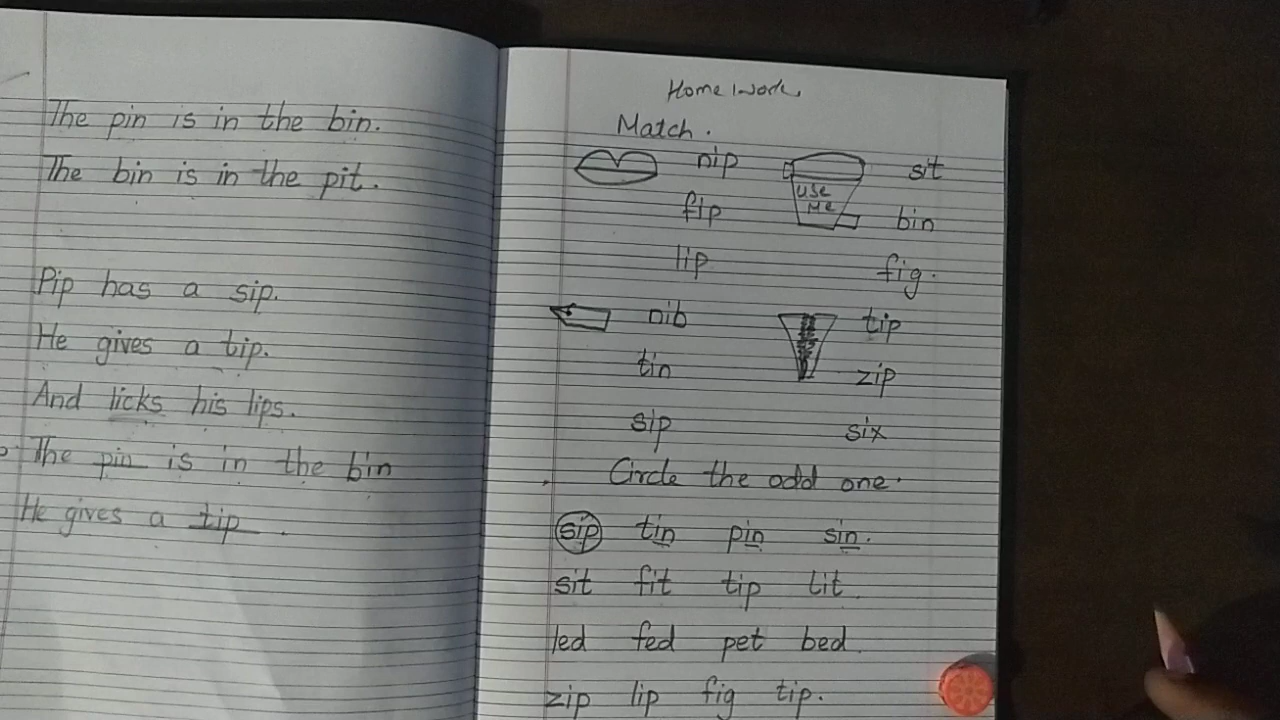 The pin is in the bin.
The bin is in the pit.
Pip has a sip.
He gives a tip.
And licks his lips.
The pin is in the bin
He gives a tip.
Home work
Match.
nip sit
USE
ME
fip bin
lip fig.
nib tip
tin zip
sip six
Circle the odd one.
sip tin pin sin.
sit fit tip lit
led fed pet bed.
zip lip fig tip.